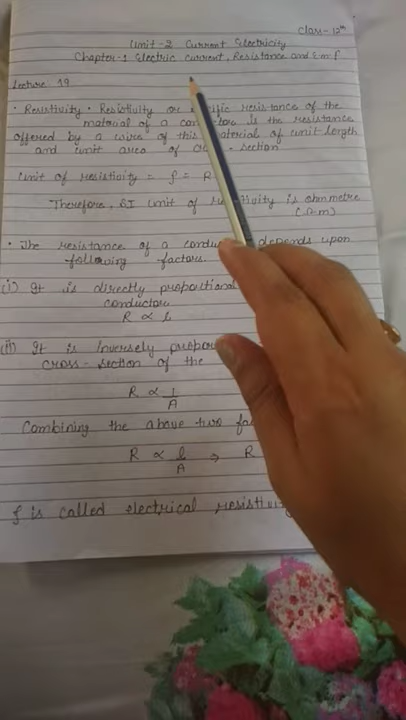 Class-12th
Unit-2 Current Electricity
Chapter-1 Electric current, Resistance and E.m.f
Lecture 19
• Resistivity • Resistivity or specific resistance of the
material of a conductor is the resistance
offered by a wire of this material of unit length
and unit area of cross-section
Unit of resistivity = ρ = R
Therefore, SI unit of resistivity is ohm metre
(Ω.m)
• The resistance of a conductor depends upon
following factors.
(i) It is directly proportional
conductor
R ∝ l
(ii) It is inversely
cross-section of the
R ∝ 1/A
Combining the above two
R ∝ l/A ⇒ R
ρ is called electrical